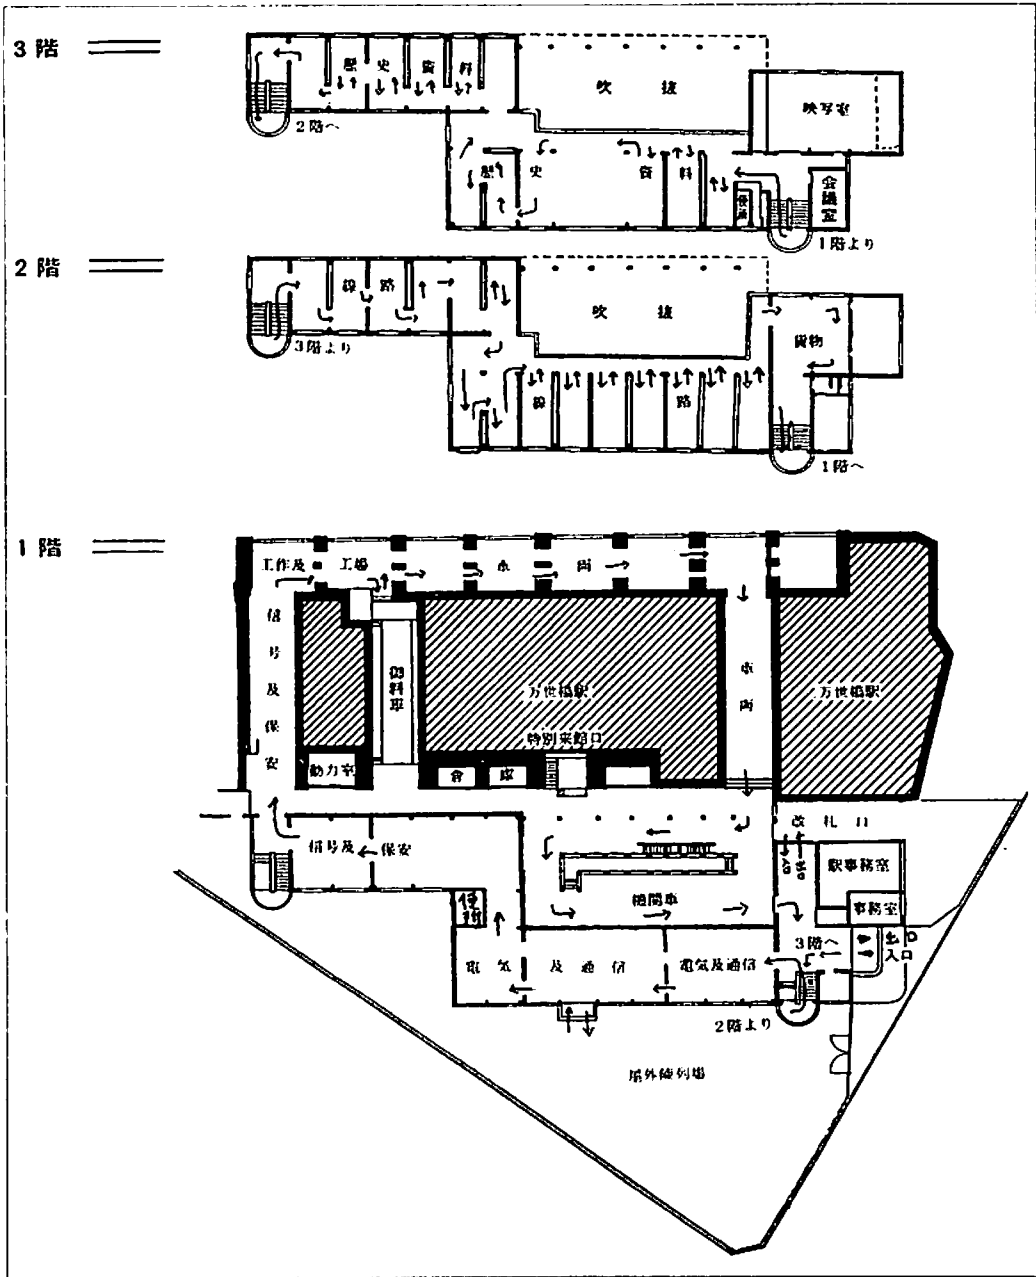 3階
歴史資料
吹抜
映写室
2階へ
歴史資料
会議室
1階より
2階
線路
吹抜
貨物
3階より
線路
1階へ
1階
工作及工場
車両
信号及保安
御料車
万世橋駅
特別来館口
車両
万世橋駅
動力室
倉庫
改札口
信号及保安
入口
出口
駅事務室
機関車
事務室
便所
3階へ
出口
入口
電気及通信
電気及通信
2階より
屋外陳列場